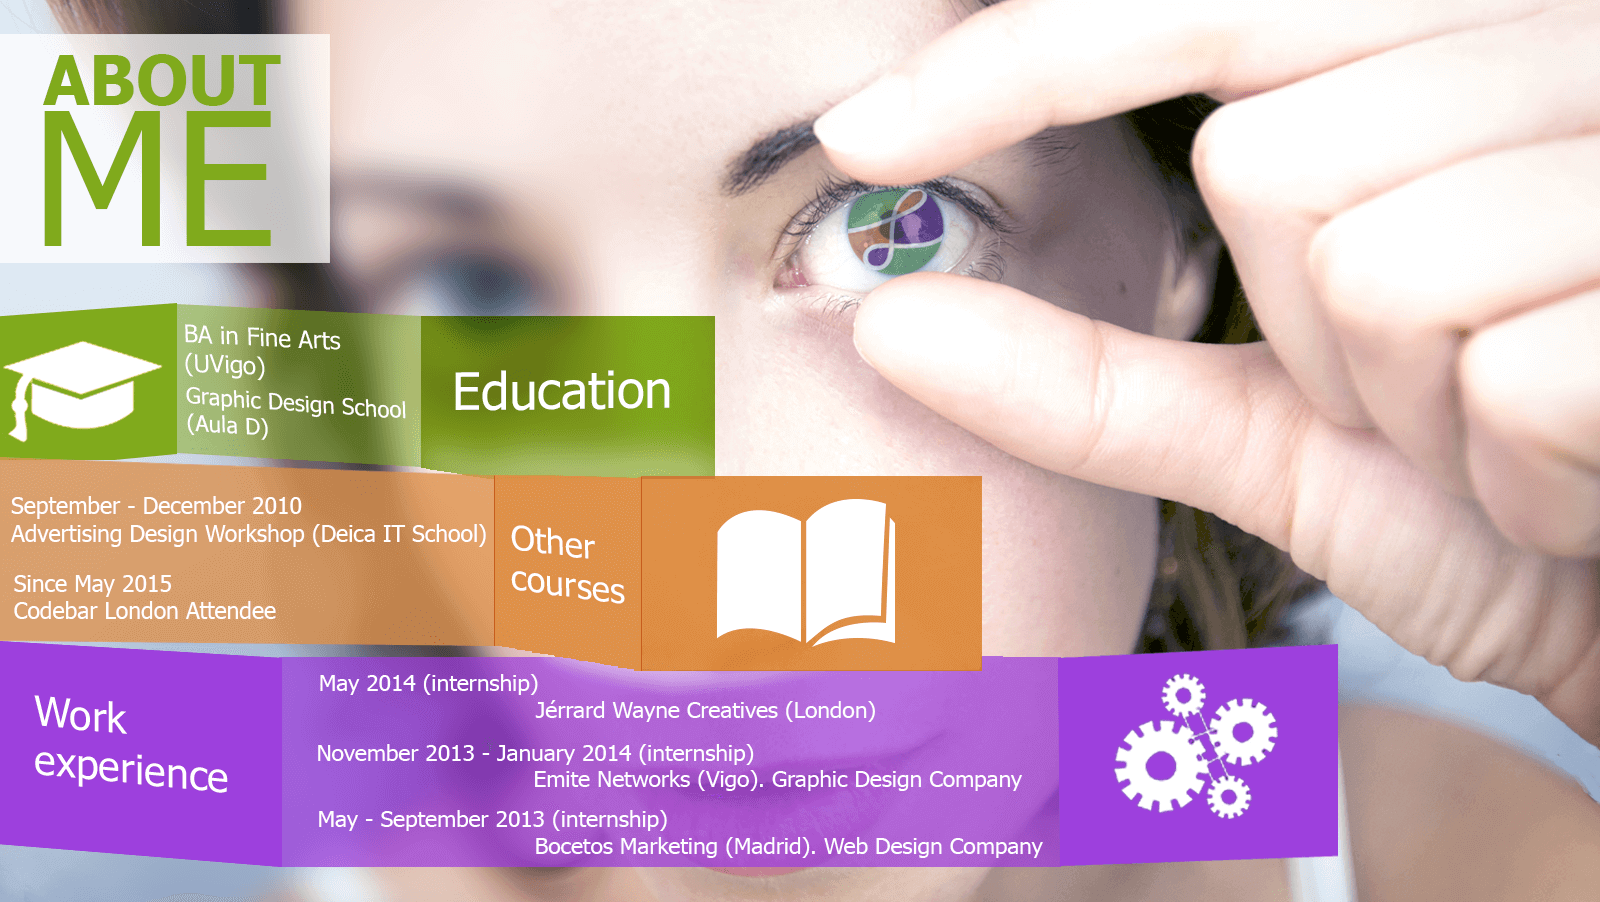 ABOUT
ME
BA in Fine Arts
(UVigo)
Graphic Design School
(Aula D)
Education
September - December 2010
Advertising Design Workshop (Deica IT School)
Since May 2015
Codebar London Attendee
Other
courses
Work
experience
May 2014 (internship)
Jérrard Wayne Creatives (London)
November 2013 - January 2014 (internship)
Emite Networks (Vigo). Graphic Design Company
May - September 2013 (internship)
Bocetos Marketing (Madrid). Web Design Company